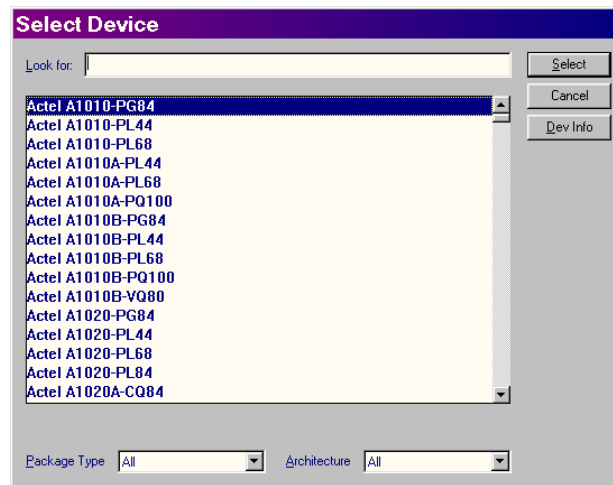 Select Device
Look for:
Select
Cancel
Dev Info
Actel A1010-PG84
Actel A1010-PL44
Actel A1010-PL68
Actel A1010A-PL44
Actel A1010A-PL68
Actel A1010A-PQ100
Actel A1010B-PG84
Actel A1010B-PL44
Actel A1010B-PL68
Actel A1010B-PQ100
Actel A1010B-VQ80
Actel A1020-PG84
Actel A1020-PL44
Actel A1020-PL68
Actel A1020-PL84
Actel A1020A-CQ84
Package Type All Architecture All